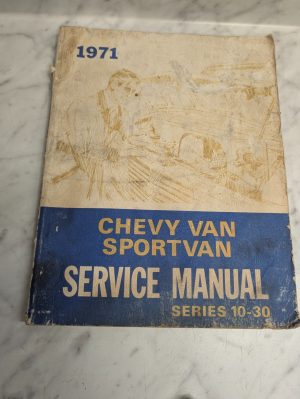 1971
CHEVY VAN
SPORTVAN
SERVICE MANUAL
SERIES 10-30